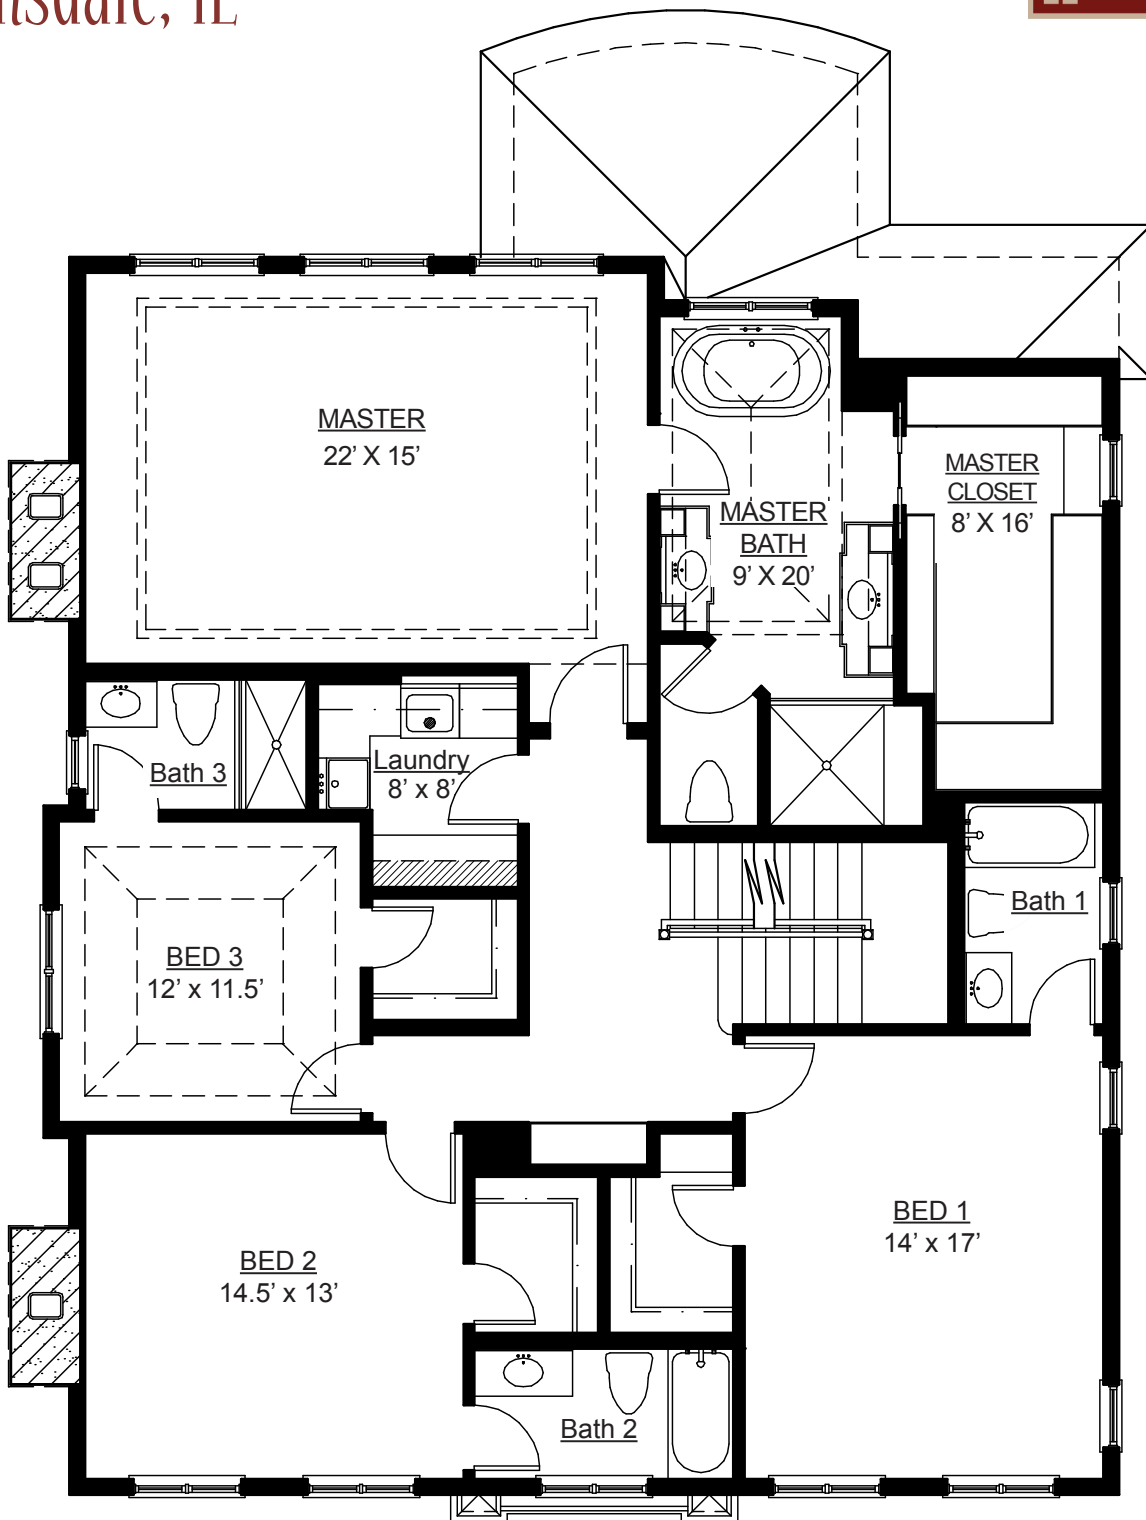 IL
MASTER
22’ X 15’
MASTER
CLOSET
8’ X 16’
MASTER
BATH
9’ X 20’
Bath 3
Laundry
8’ x 8’
Bath 1
BED 3
12’ x 11.5’
BED 1
14’ x 17’
BED 2
14.5’ x 13’
Bath 2